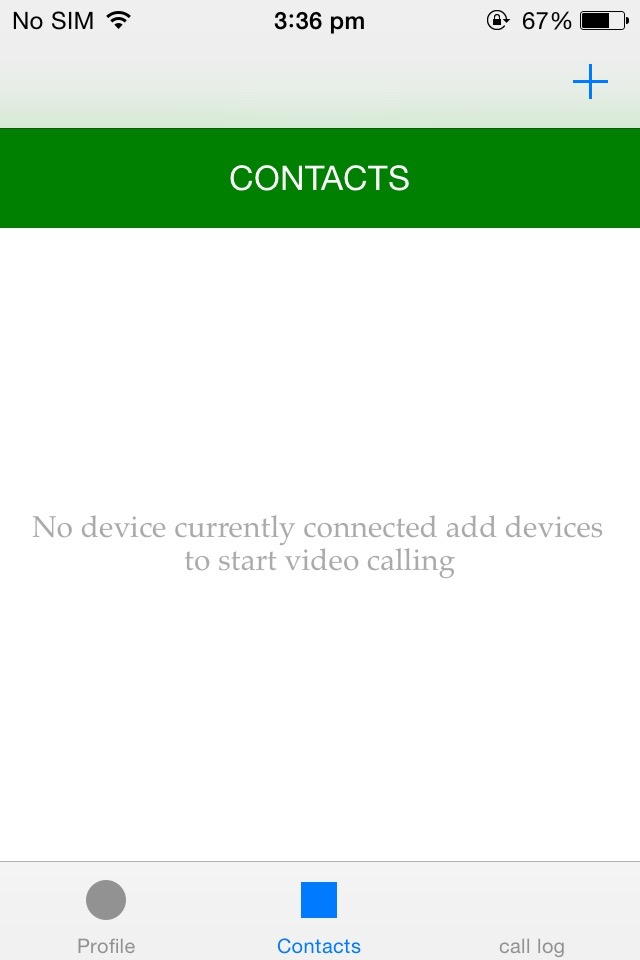 No SIM 3:36 pm 67%
CONTACTS
No device currently connected add devices
to start video calling
Profile Contacts call log